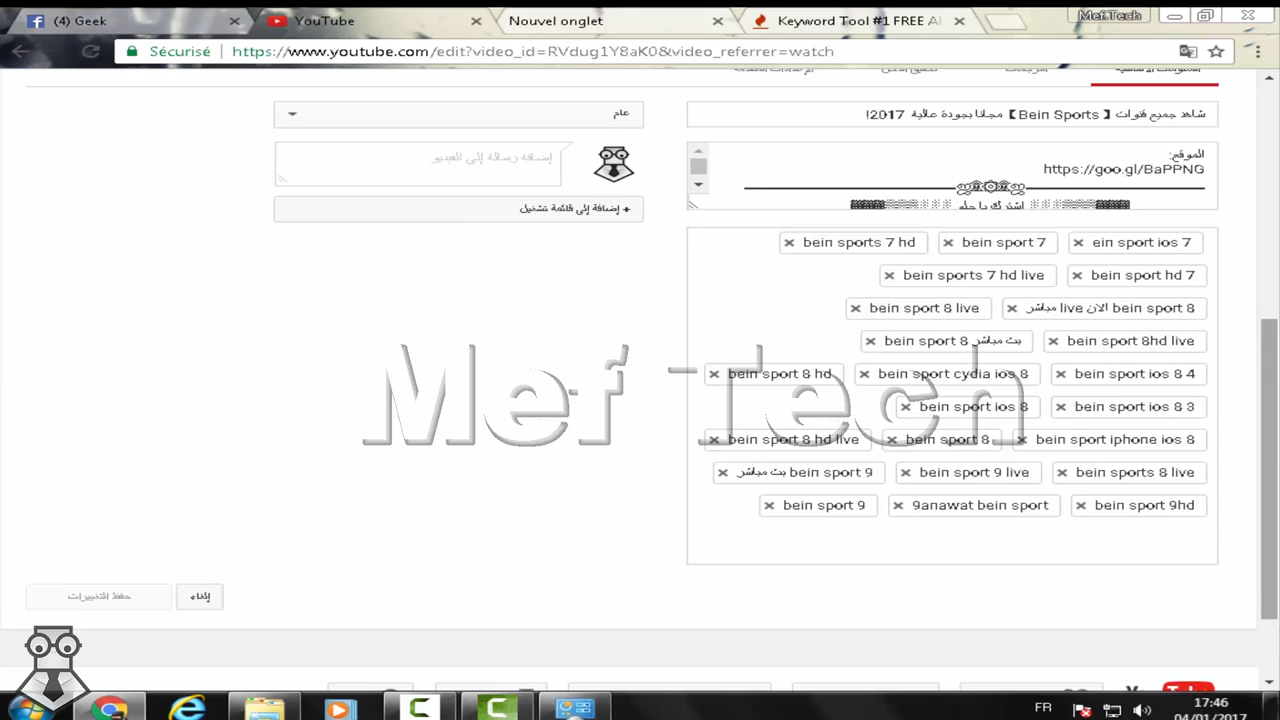 (4) Geek
YouTube
Nouvel onglet
Keyword Tool #1 FREE Al
Mef.Tech
Sécurisé https://www.youtube.com/edit?video_id=RVdug1Y8aK0&video_referrer=watch
عام
شاهد جميع قنوات【Bein Sports】مجانا بجودة عالية 2017!
إضافة رسالة إلى الفيديو
الموقع:
https://goo.gl/BaPPNG
+ إضافة إلى قائمة تشغيل
bein sports 7 hd
bein sport 7
ein sport ios 7
bein sports 7 hd live
bein sport hd 7
bein sport 8 live
bein sport 8 الان live مباشر
bein sport 8 بث مباشر
bein sport 8hd live
bein sport 8 hd
bein sport cydia ios 8
bein sport ios 8 4
bein sport ios 8
bein sport ios 8 3
bein sport 8 hd live
bein sport 8
bein sport iphone ios 8
bein sport 9 بث مباشر
bein sport 9 live
bein sports 8 live
bein sport 9
9anawat bein sport
bein sport 9hd
Mef Tech
حفظ التغييرات
إلغاء
FR
17:46
04/01/2017